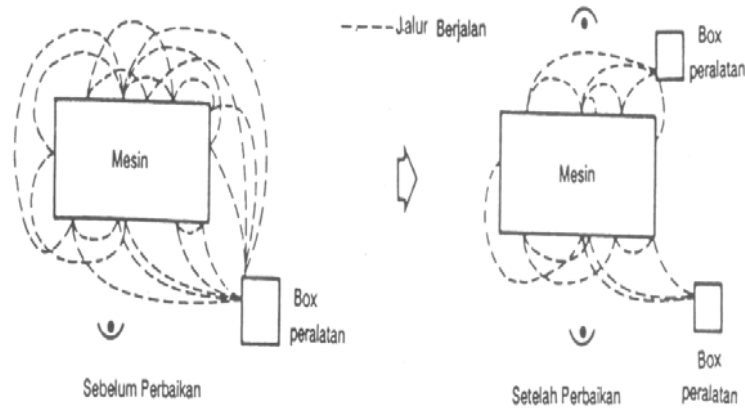 Jalur Berjalan
Box
peralatan
Mesin
Box
peralatan
Sebelum Perbaikan
Mesin
Box
peralatan
Setelah Perbaikan